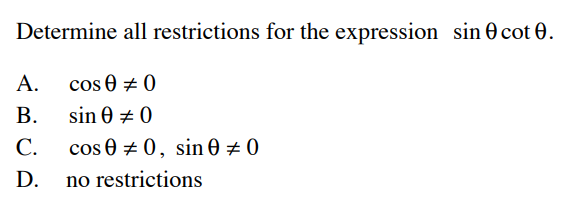 Determine all restrictions for the expression sin θ cot θ.
A. cos θ ≠ 0
B. sin θ ≠ 0
C. cos θ ≠ 0, sin θ ≠ 0
D. no restrictions